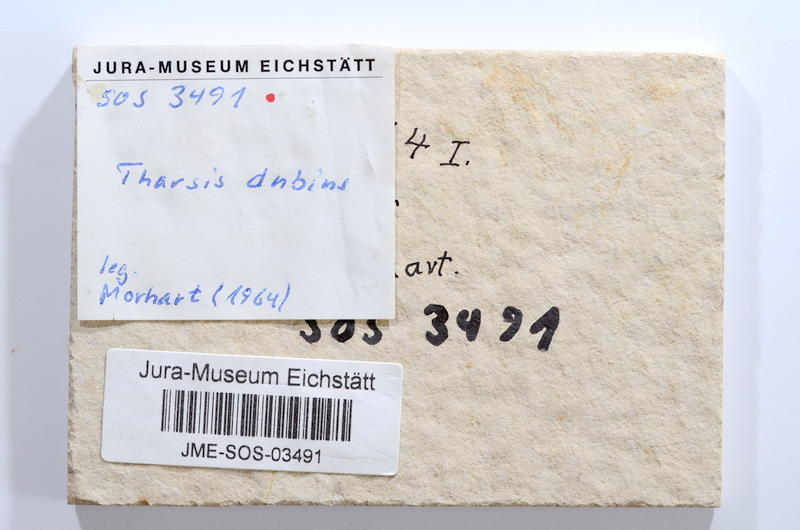 JURA-MUSEUM EICHSTÄTT
SOS 3491
Tharsis dubius
leg.
Morhart (1964)
4 I.
art.
SOS 3491
Jura-Museum Eichstätt
JME-SOS-03491